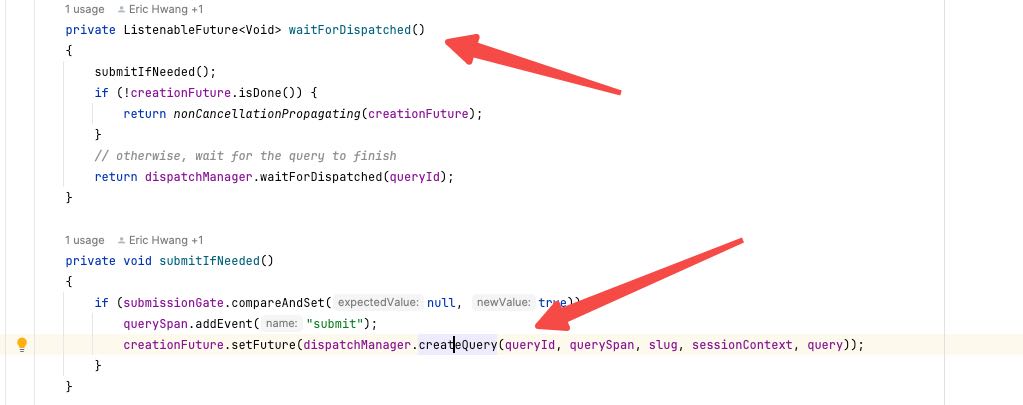 1 usage Eric Hwang +1
private ListenableFuture<Void> waitForDispatched()
{
submitIfNeeded();
if (!creationFuture.isDone()) {
return nonCancellationPropagating(creationFuture);
}
// otherwise, wait for the query to finish
return dispatchManager.waitForDispatched(queryId);
}
1 usage Eric Hwang +1
private void submitIfNeeded()
{
if (submissionGate.compareAndSet( expectedValue: null, newValue: true))
querySpan.addEvent( name: "submit");
creationFuture.setFuture(dispatchManager.createQuery(queryId, querySpan, slug, sessionContext, query));
}
}